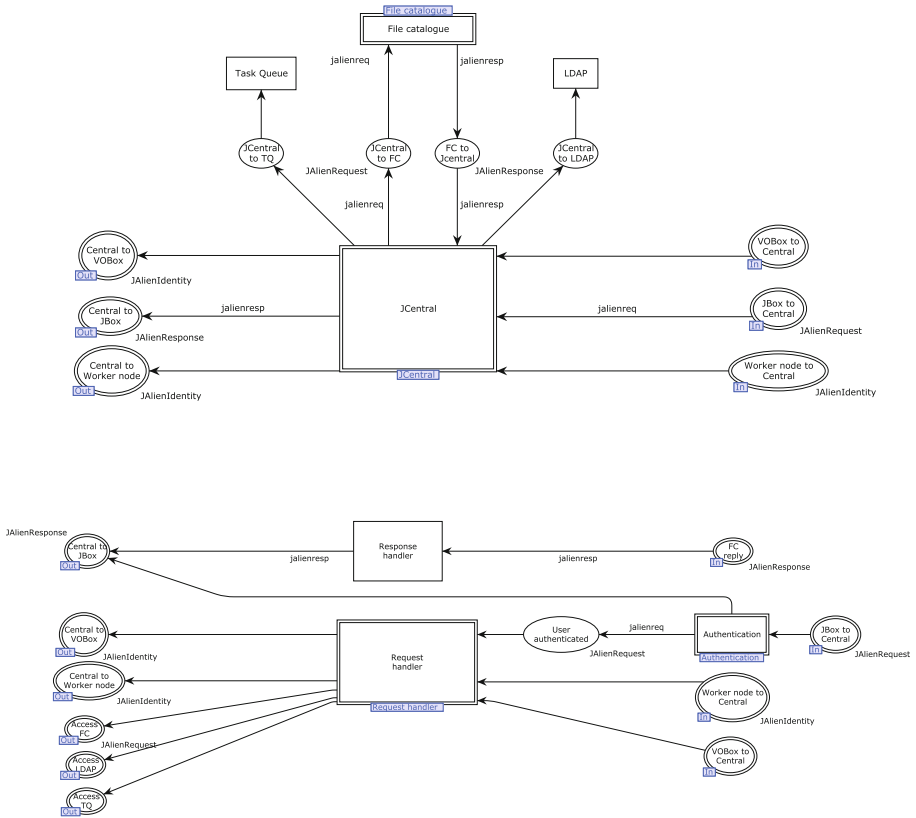 File catalogue
File catalogue
jalienreq
jalienresp
Task Queue
LDAP
JCentral
to TQ
JCentral
to FC
FC to
Jcentral
JCentral
to LDAP
JAlienRequest
JAlienResponse
jalienreq
jalienresp
Central to
VOBox
Out
JAlienIdentity
VOBox to
Central
In
Central to
JBox
Out
jalienresp
JAlienResponse
JCentral
jalienreq
JBox to
Central
In
JAlienRequest
Central to
Worker node
Out
JAlienIdentity
JCentral
Worker node to
Central
In
JAlienIdentity
JAlienResponse
Central to
JBox
Out
jalienresp
Response
handler
jalienresp
FC
reply
In
JAlienResponse
Central to
VOBox
Out
JAlienIdentity
User
authenticated
jalienreq
JAlienRequest
Authentication
Authentication
JBox to
Central
In
JAlienRequest
Request
handler
Request handler
Central to
Worker node
Out
JAlienIdentity
Worker node to
Central
In
JAlienIdentity
Access
FC
Out
JAlienRequest
Access
LDAP
Out
VOBox to
Central
In
Access
TQ
Out